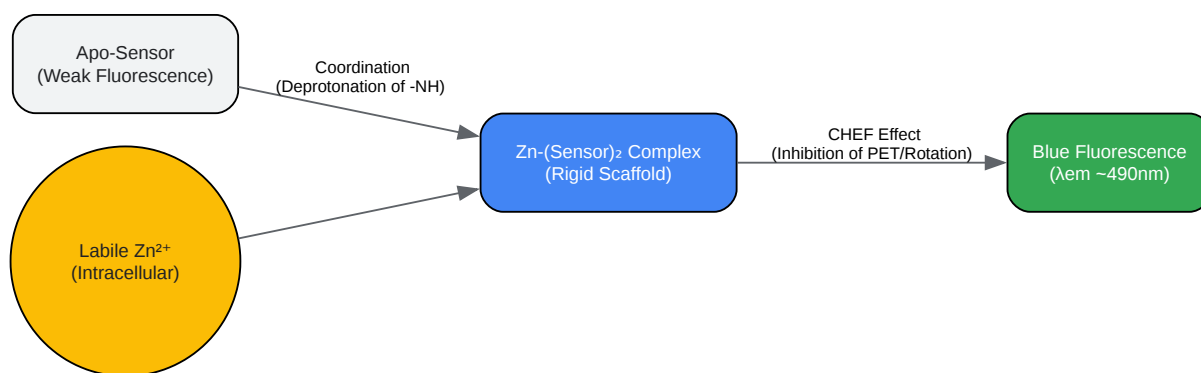 Apo-Sensor
(Weak Fluorescence)
Coordination
(Deprotonation of -NH)
Labile Zn²⁺
(Intracellular)
Zn-(Sensor)₂ Complex
(Rigid Scaffold)
CHEF Effect
(Inhibition of PET/Rotation)
Blue Fluorescence
(λem ~490nm)